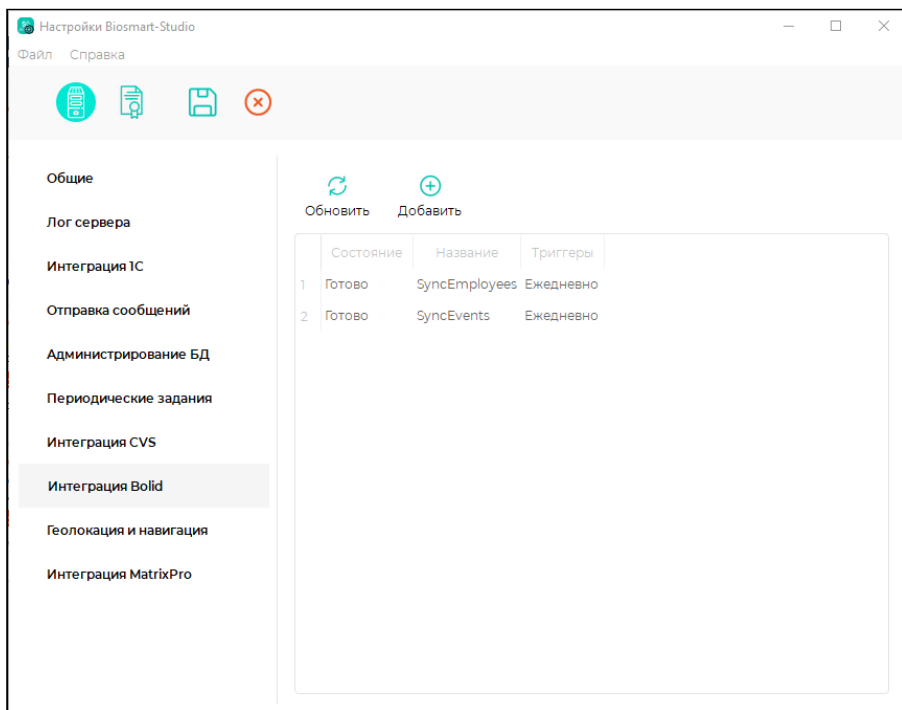 Настройки Biosmart-Studio
Файл Справка
Общие
Лог сервера
Интеграция 1С
Отправка сообщений
Администрирование БД
Периодические задания
Интеграция CVS
Интеграция Bolid
Геолокация и навигация
Интеграция MatrixPro
Обновить Добавить
Состояние Название Триггеры
1 Готово SyncEmployees Ежедневно
2 Готово SyncEvents Ежедневно